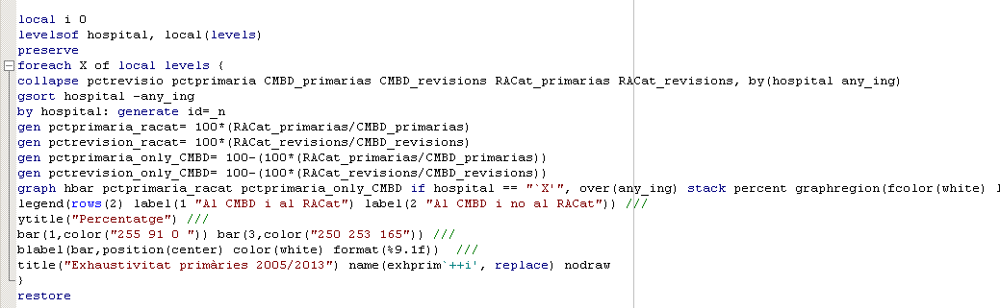 local i 0
levelsof hospital, local(levels)
preserve
foreach X of local levels {
collapse pctrevisio pctprimaria CMBD_primarias CMBD_revisions RACat_primarias RACat_revisions, by(hospital any_ing)
gsort hospital -any_ing
by hospital: generate id=_n
gen pctprimaria_racat= 100*(RACat_primarias/CMBD_primarias)
gen pctrevision_racat= 100*(RACat_revisions/CMBD_revisions)
gen pctprimaria_only_CMBD= 100-(100*(RACat_primarias/CMBD_primarias))
gen pctrevision_only_CMBD= 100-(100*(RACat_revisions/CMBD_revisions))
graph hbar pctprimaria_racat pctprimaria_only_CMBD if hospital == "`X'", over(any_ing) stack percent graphregion(fcolor(white)
legend(rows(2) label(1 "Al CMBD i al RACat") label(2 "Al CMBD i no al RACat")) ///
ytitle("Percentatge") ///
bar(1,color("255 91 0 ")) bar(3,color("250 253 165")) ///
blabel(bar,position(center) color(white) format(%9.1f)) ///
title("Exhaustivitat primàries 2005/2013") name(exhprim`++i', replace) nodraw
}
restore